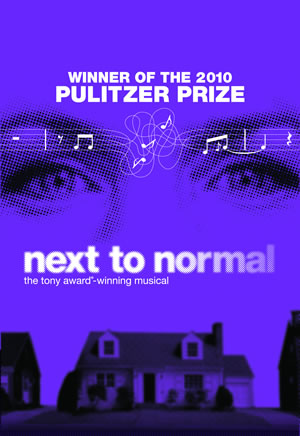 WINNER OF THE 2010
PULITZER PRIZE
next to normal
the tony award®-winning musical